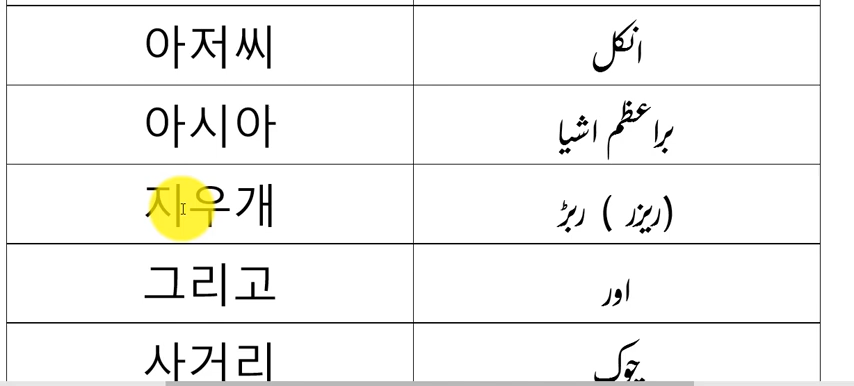 아저씨 انکل
아시아 براعظم اشیا
지우개 (ریزر ) ربڑ
그리고 اور
사거리 چوک